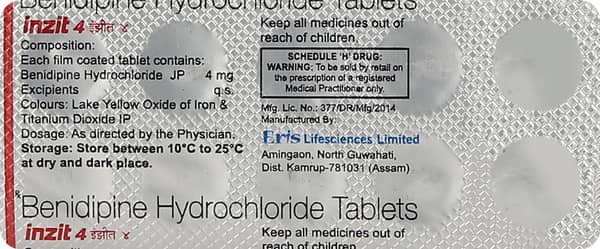 Benidipine Hydrochloride Tablets
inzit 4 इंज़ीट ४
Composition:
Each film coated tablet contains:
Benidipine Hydrochloride JP 4 mg
Excipients q.s.
Colours: Lake Yellow Oxide of Iron &
Titanium Dioxide IP
Dosage: As directed by the Physician.
Storage: Store between 10°C to 25°C
at dry and dark place.
Keep all medicines out of
reach of children.
SCHEDULE 'H' DRUG:
WARNING: To be sold by retail on
the prescription of a registered
Medical Practitioner only.
Mfg. Lic. No.: 377/DR/Mfg/2014
Manufactured By:
Eris Lifesciences Limited
Amingaon, North Guwahati,
Dist. Kamrup-781031 (Assam)
Rx Benidipine Hydrochloride Tablets
inzit 4 इंज़ीट ४
Keep all medicines out of
reach of children.